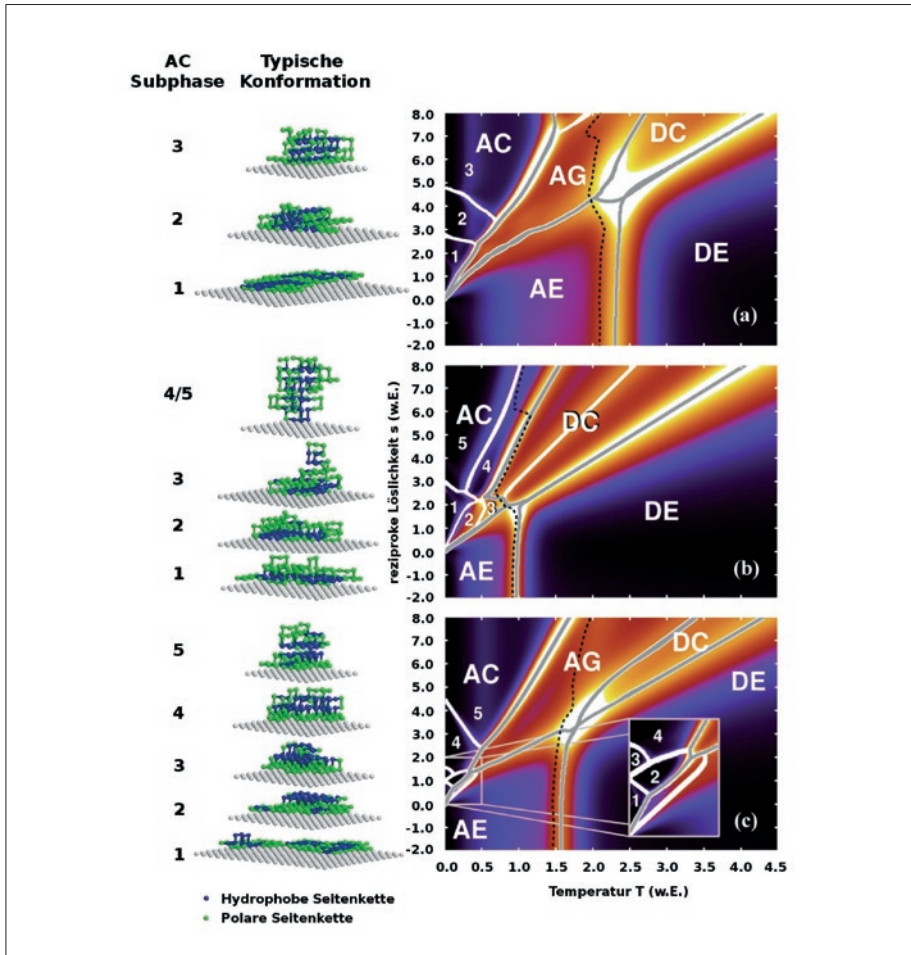 AC
Subphase
Typische
Konformation
3
2
1
8.0
7.0
6.0
5.0
4.0
3.0
2.0
1.0
0.0
-1.0
-2.0
AC
3
2
1
AG
DC
AE
DE
(a)
4/5
3
2
1
8.0
7.0
6.0
5.0
4.0
3.0
2.0
1.0
0.0
-1.0
-2.0
AC
5
4
1
2
3
DC
AE
DE
(b)
5
4
3
2
1
8.0
7.0
6.0
5.0
4.0
3.0
2.0
1.0
0.0
-1.0
-2.0
AC
5
4
AG
DC
DE
AE
4
3
2
1
(c)
reziproke Löslichkeit s (w.E.)
0.0 0.5 1.0 1.5 2.0 2.5 3.0 3.5 4.0 4.5
Temperatur T (w.E.)
Hydrophobe Seitenkette
Polare Seitenkette